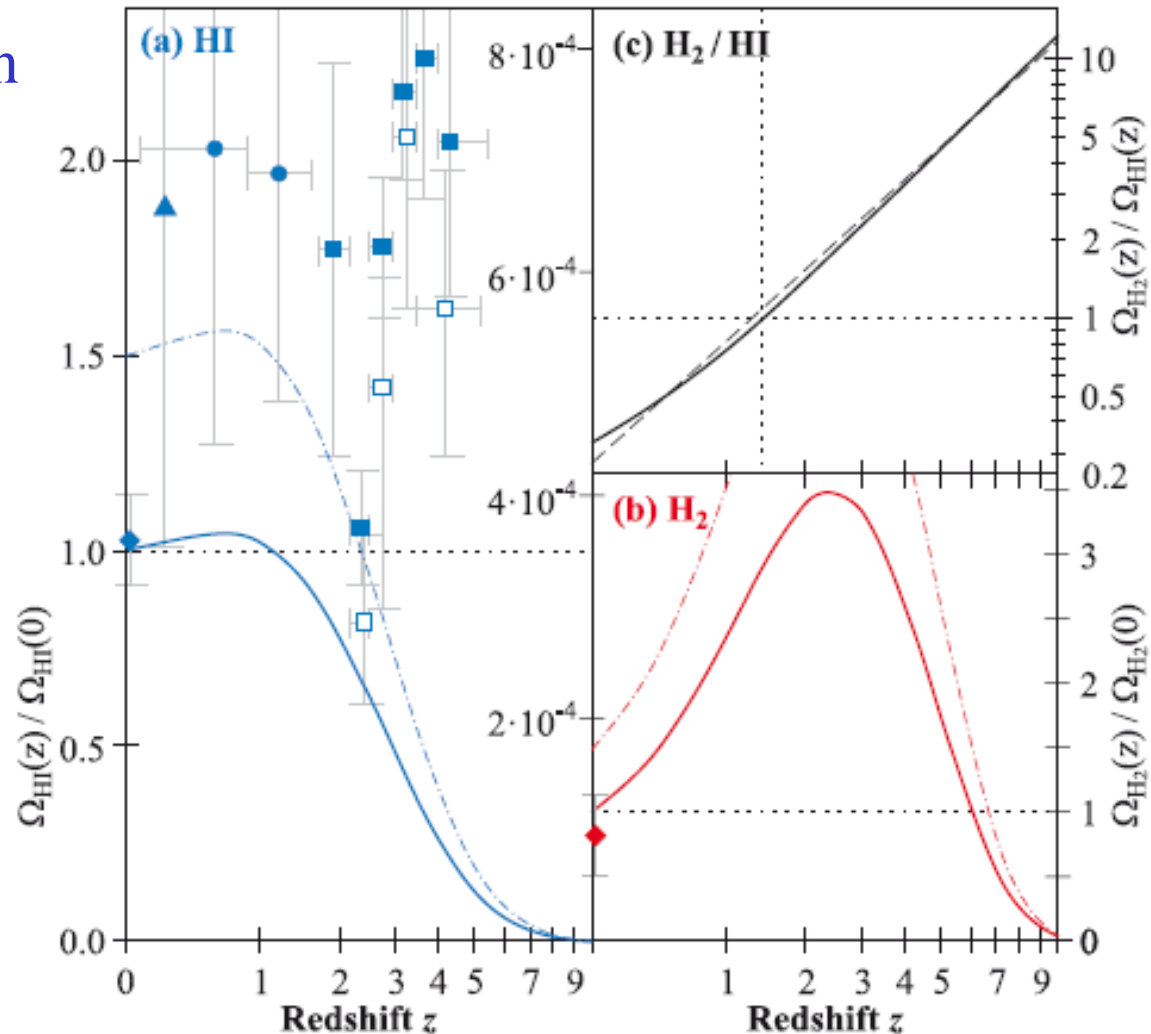 n
(a) HI
2.0
1.5
1.0
0.5
0.0
Ω_HI(z) / Ω_HI(0)
0 1 2 3 4 5 7 9
Redshift z
8·10⁻⁴
6·10⁻⁴
4·10⁻⁴
2·10⁻⁴
(c) H₂ / HI
10
5
2
1
0.5
0.2
Ω_H₂(z) / Ω_HI(z)
(b) H₂
3
2
1
0
Ω_H₂(z) / Ω_H₂(0)
1 2 3 4 5 7 9
Redshift z